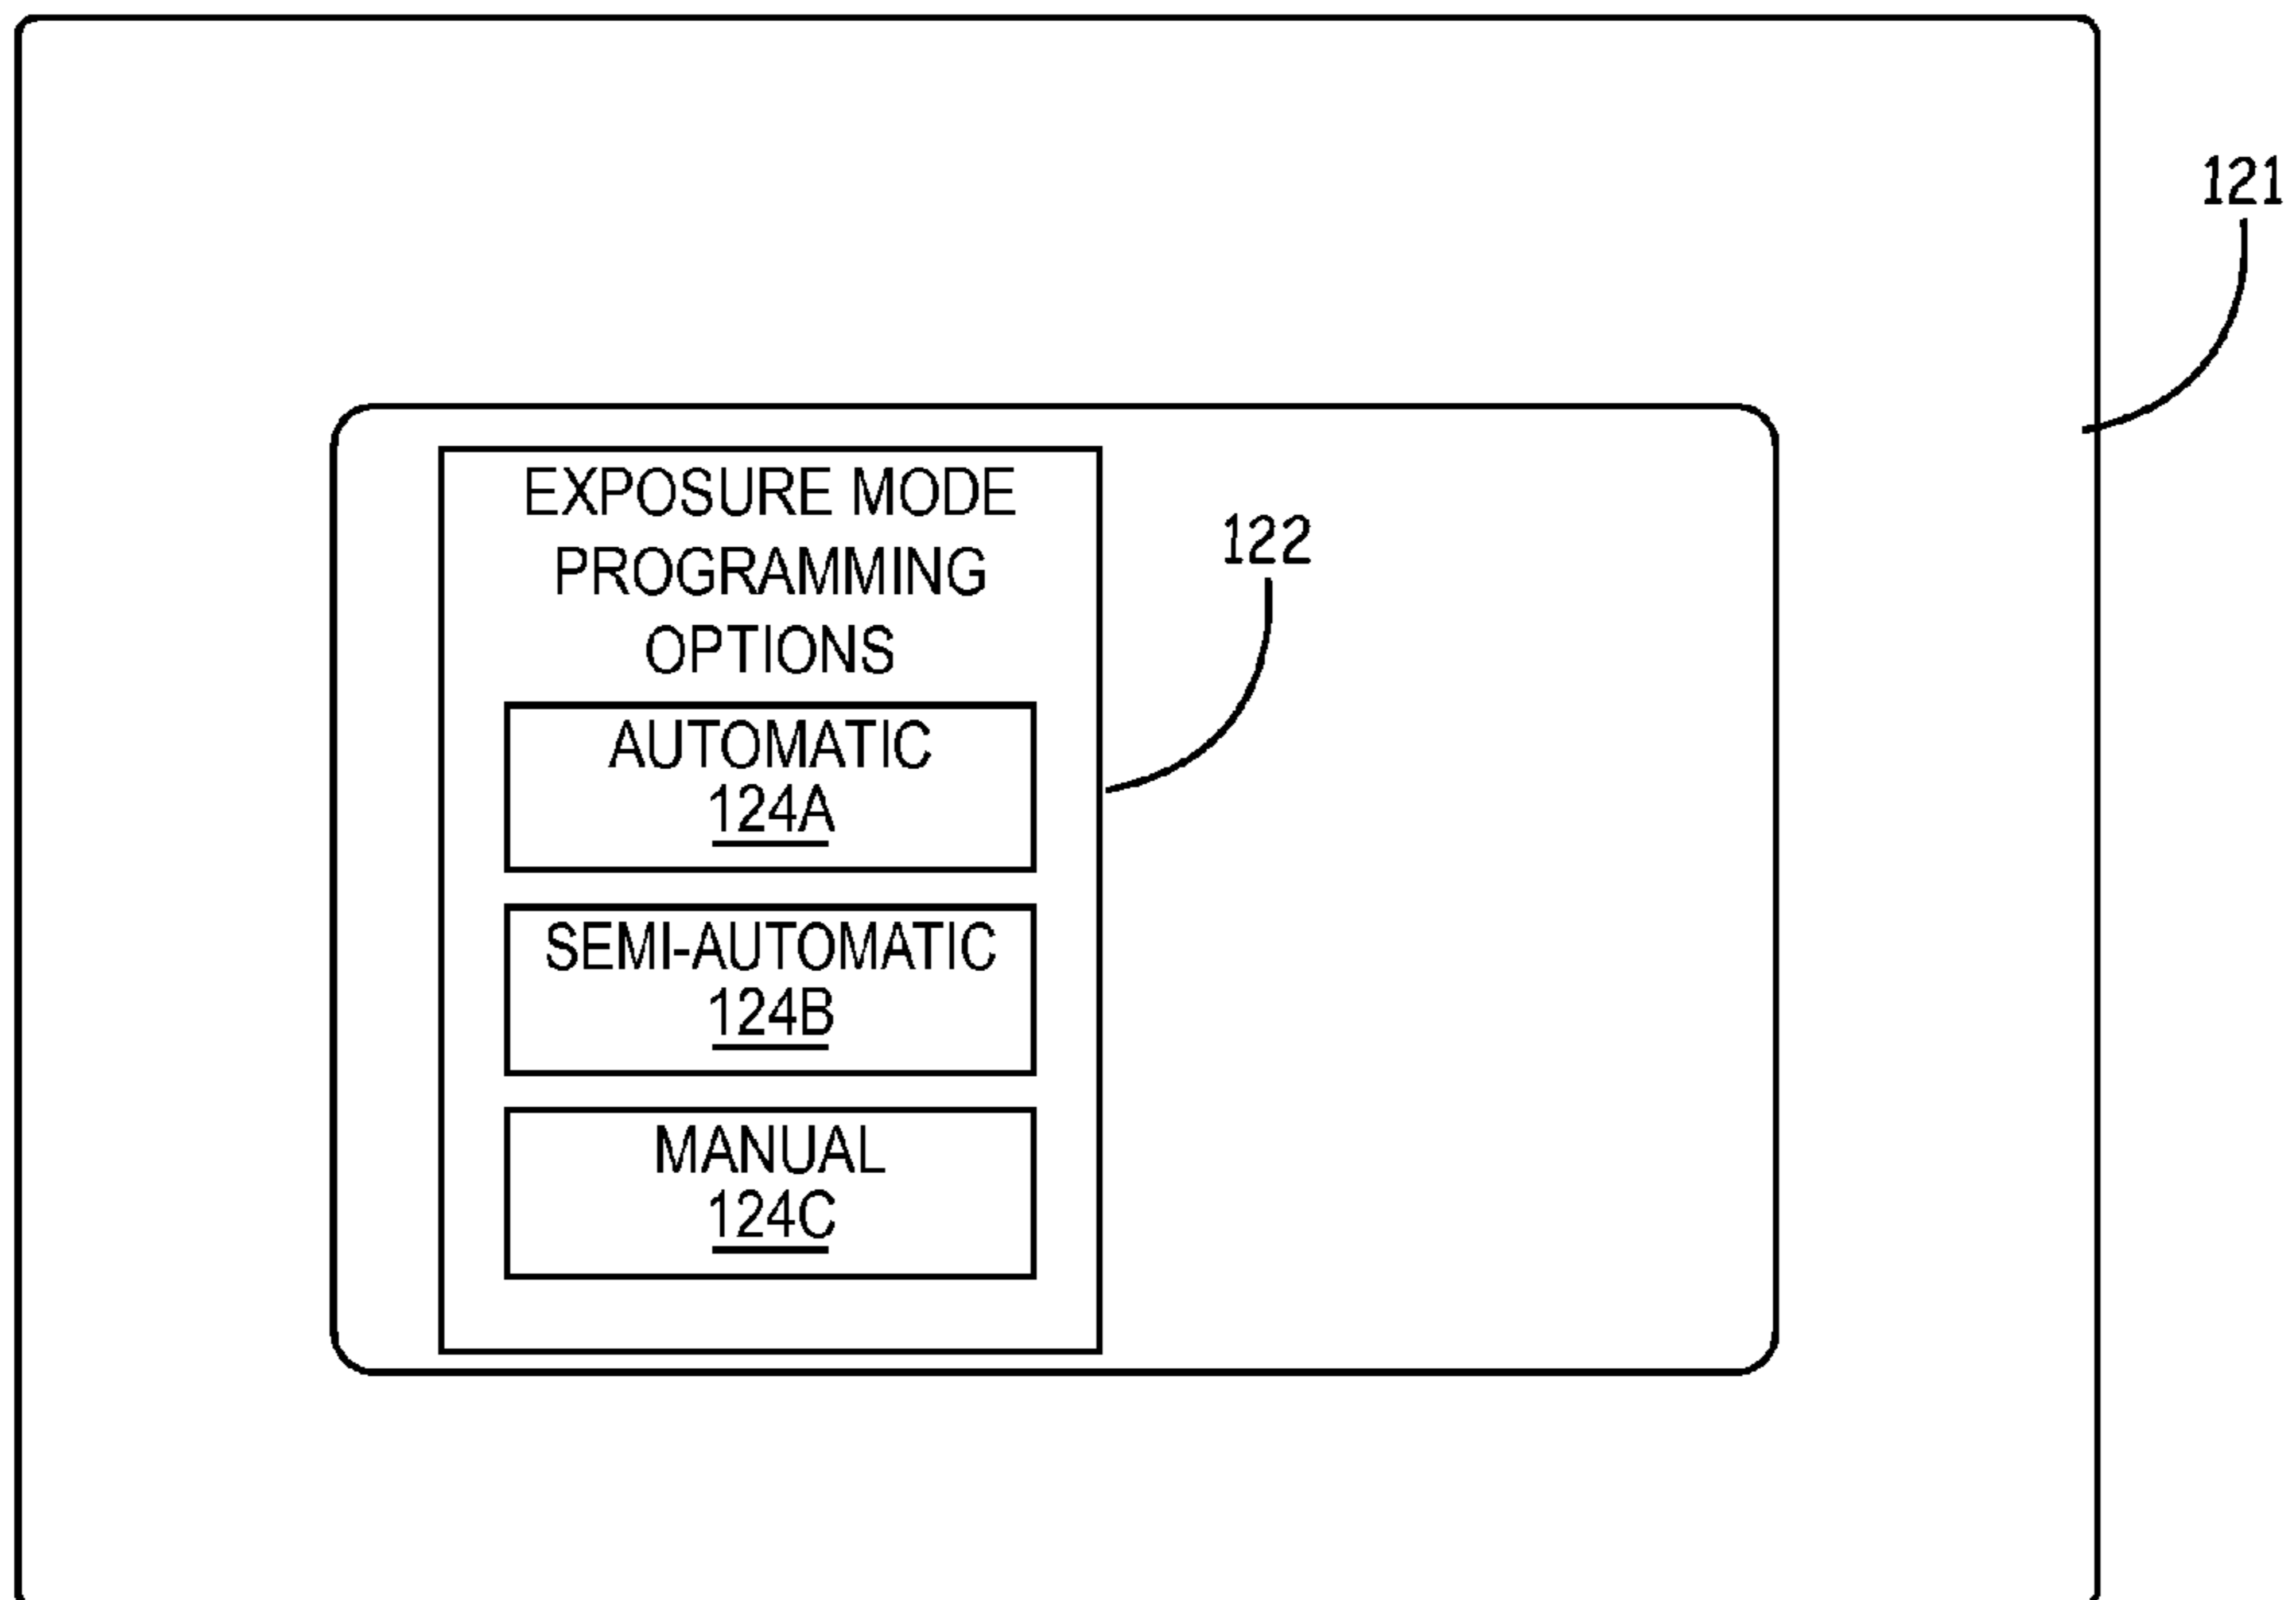 121
EXPOSURE MODE
PROGRAMMING
OPTIONS
122
AUTOMATIC
124A
SEMI-AUTOMATIC
124B
MANUAL
124C